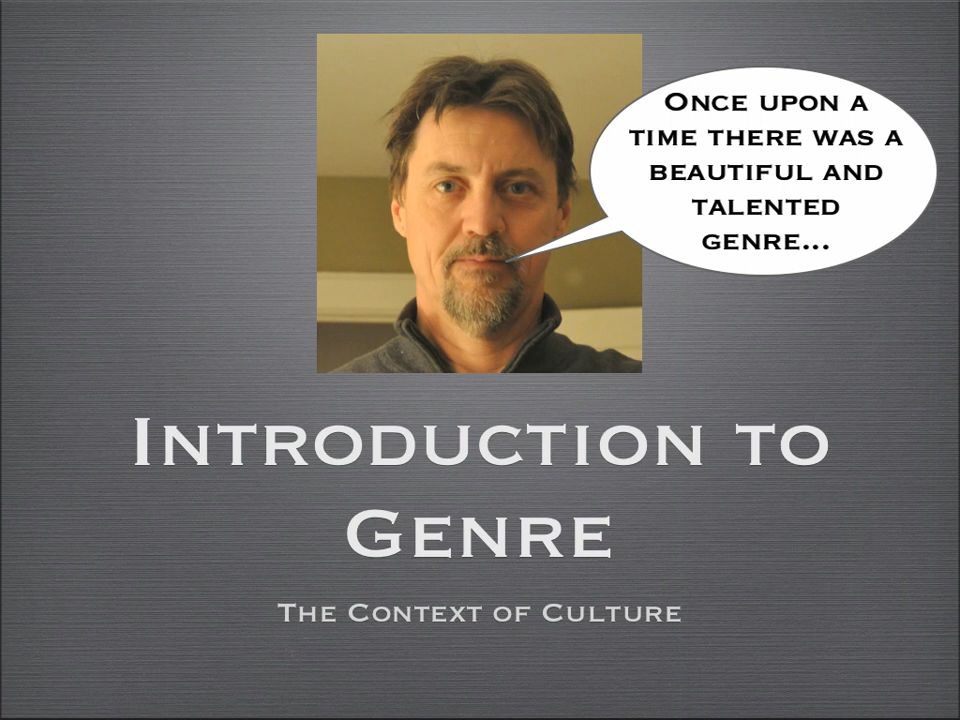 Once upon a
time there was a
beautiful and
talented
genre...
Introduction to
Genre
The Context of Culture